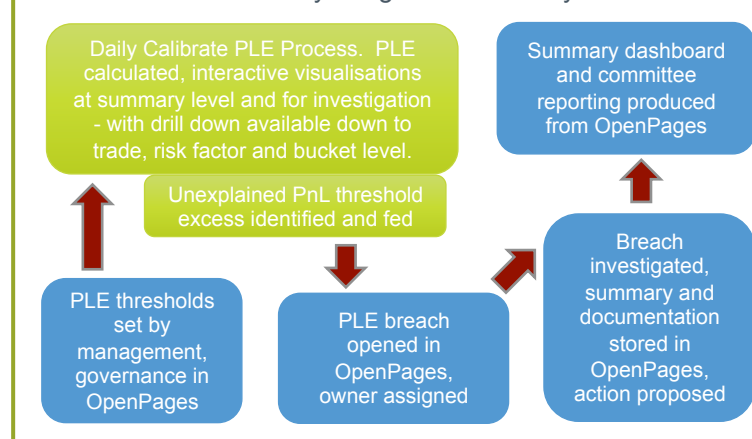 Daily Calibrate PLE Process.  PLE
calculated, interactive visualisations
at summary level and for investigation
- with drill down available down to
trade, risk factor and bucket level.
Unexplained PnL threshold
excess identified and fed
Summary dashboard
and committee
reporting produced
from OpenPages
PLE thresholds
set by
management,
governance in
OpenPages
PLE breach
opened in
OpenPages,
owner assigned
Breach
investigated,
summary and
documentation
stored in
OpenPages,
action proposed